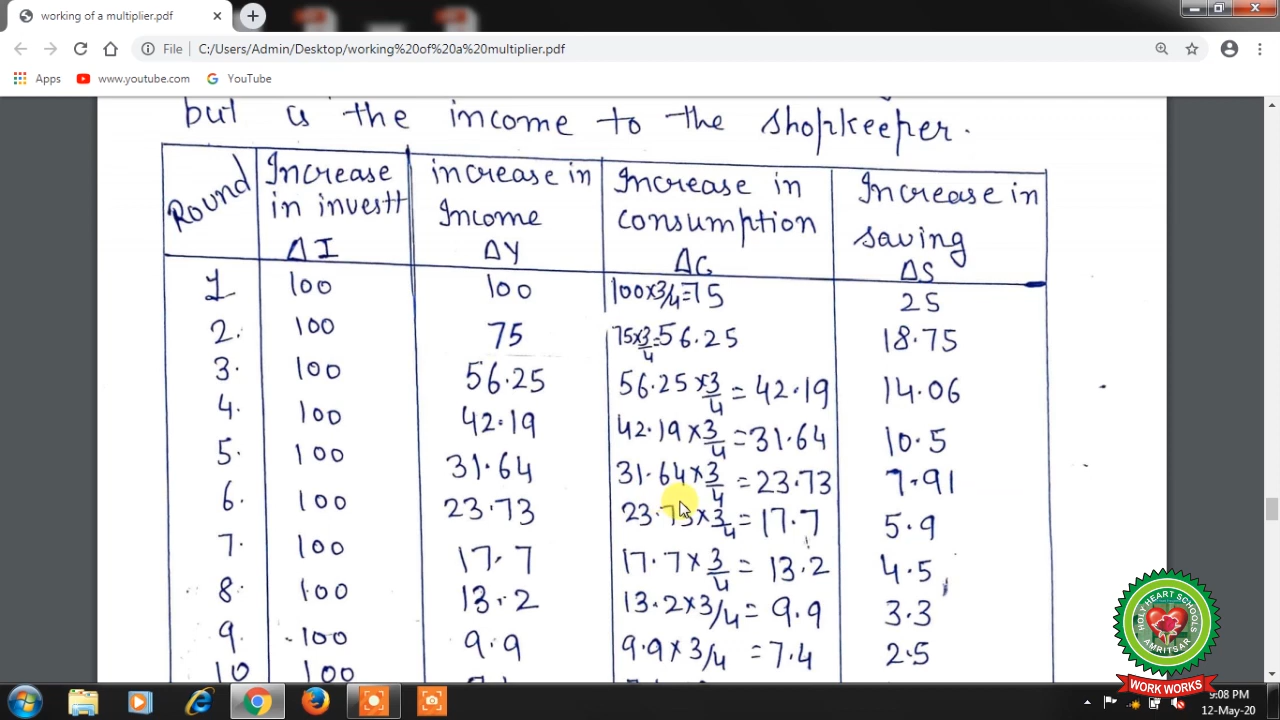 working of a multiplier.pdf
File | C:/Users/Admin/Desktop/working%20of%20a%20multiplier.pdf
Apps www.youtube.com YouTube
but is the income to the shopkeeper.
Round | Increase in investt ΔI | increase in Income ΔY | Increase in consumption ΔC | Increase in saving ΔS
1 100 100 100×3/4=75 25
2. 100 75 75×3/4=56.25 18.75
3. 100 56.25 56.25×3/4=42.19 14.06
4. 100 42.19 42.19×3/4=31.64 10.5
5. 100 31.64 31.64×3/4=23.73 7.91
6. 100 23.73 23.73×3/4=17.7 5.9
7. 100 17.7 17.7×3/4=13.2 4.5
8. 100 13.2 13.2×3/4=9.9 3.3
9. 100 9.9 9.9×3/4=7.4 2.5
10 100
HOLY HEART SCHOOLS
AMRITSAR
WORK WORKS
9:08 PM
12-May-20